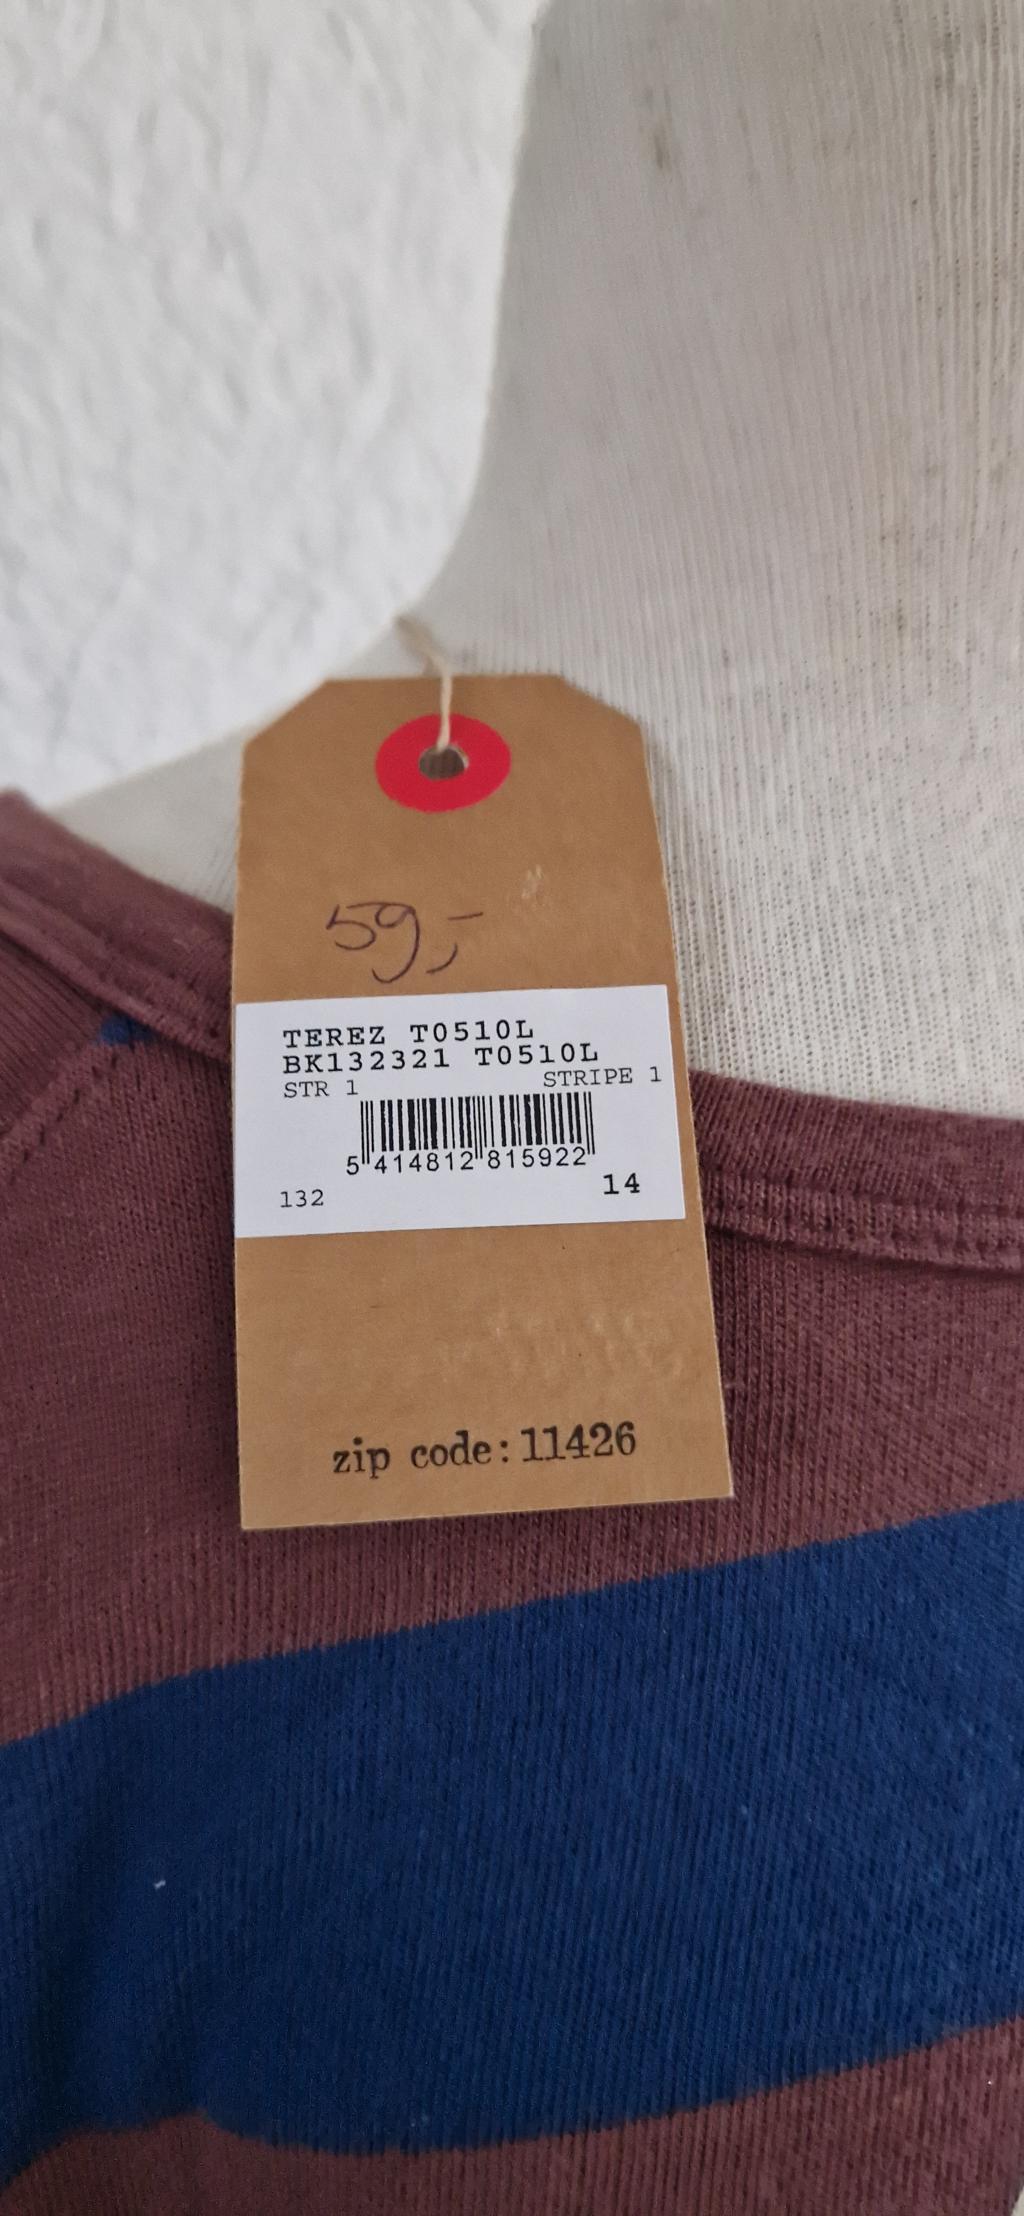 59,-
TEREZ T0510L
BK132321 T0510L
STR 1 STRIPE 1
5 414812 815922
132 14
zip code: 11426